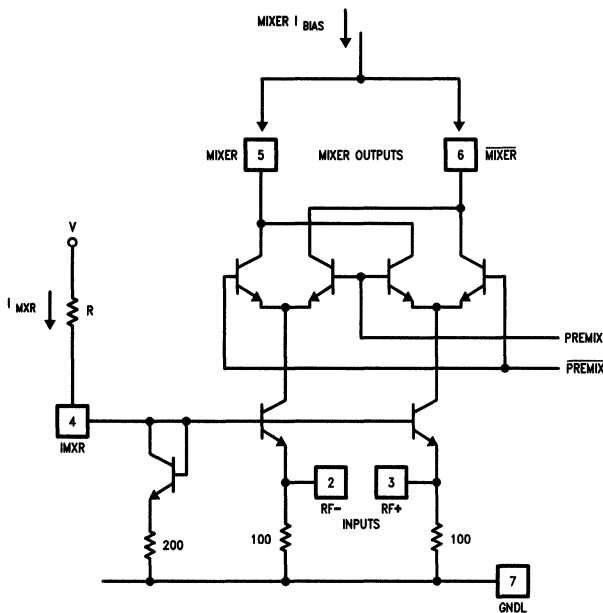 MIXER I BIAS
MIXER 5 MIXER OUTPUTS 6 MIXER
V
I MXR R
PREMIX
PREMIX
4
IMXR
2 3
RF- RF+
INPUTS
200 100 100
7
GNDL